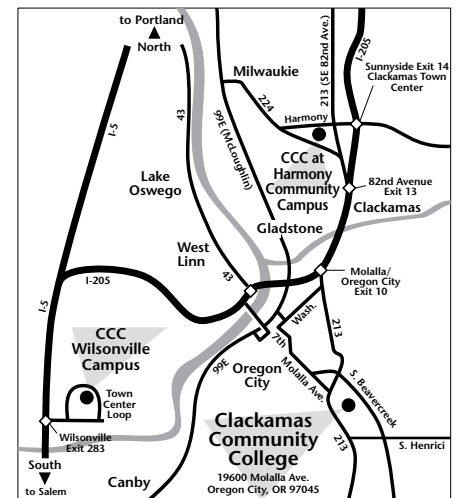 to Portland
North
I-5
43
99E (McLoughlin)
Milwaukie
224
213 (SE 82nd Ave.)
I-205
Sunnyside Exit 14
Clackamas Town
Center
Harmony
CCC at
Harmony
Community
Campus
82nd Avenue
Exit 13
Clackamas
Lake
Oswego
Gladstone
West
Linn
43
I-205
Molalla/
Oregon City
Exit 10
I-5
CCC
Wilsonville
Campus
Wash.
213
7th
Molalla Ave.
99E
Oregon
City
S. Beavercreek
Town
Center
Loop
Clackamas
Community
College
19600 Molalla Ave.
Oregon City, OR 97045
213
S. Henrici
Wilsonville
Exit 283
South
to Salem
Canby